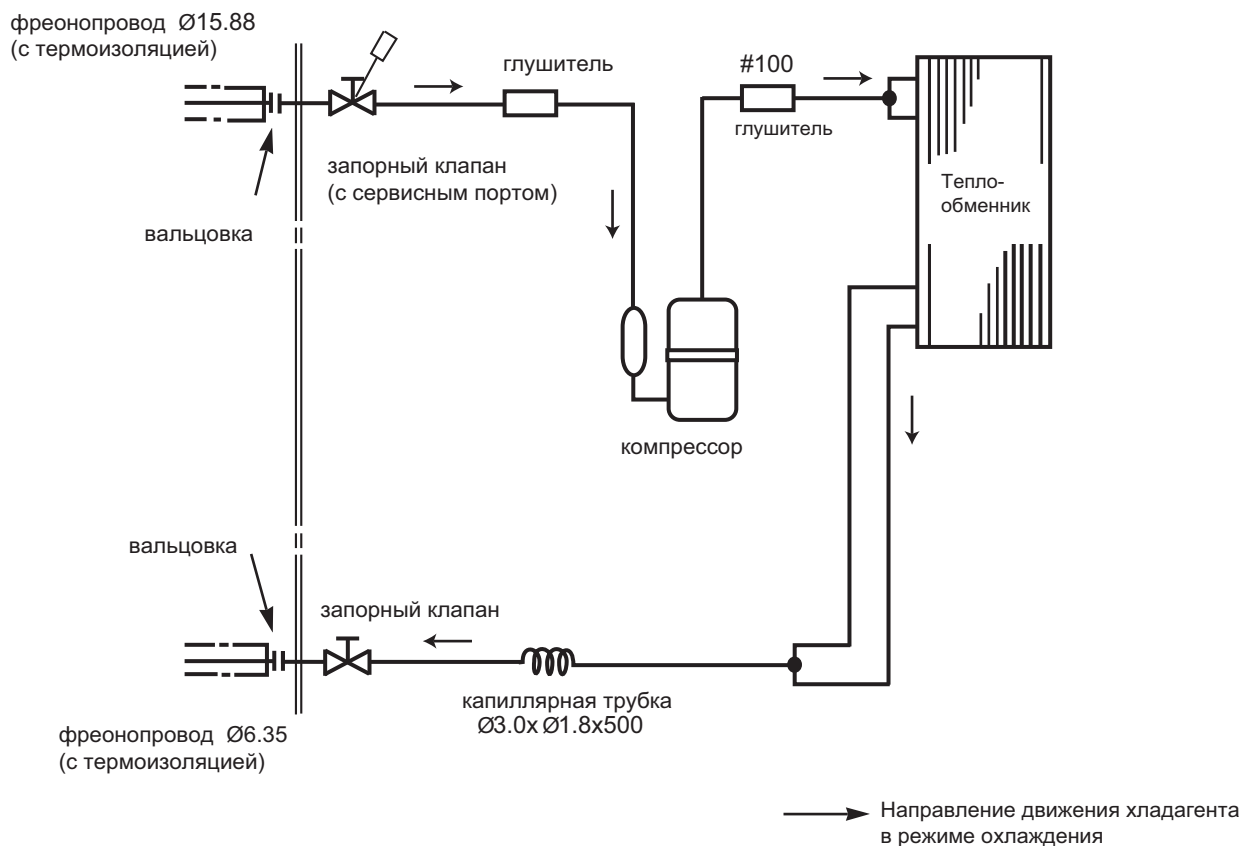 фреонопровод Ø15.88
(с термоизоляцией)
глушитель
#100
глушитель
запорный клапан
(с сервисным портом)
вальцовка
Тепло-
обменник
компрессор
вальцовка
запорный клапан
капиллярная трубка
Ø3.0x Ø1.8x500
фреонопровод Ø6.35
(с термоизоляцией)
Направление движения хладагента
в режиме охлаждения